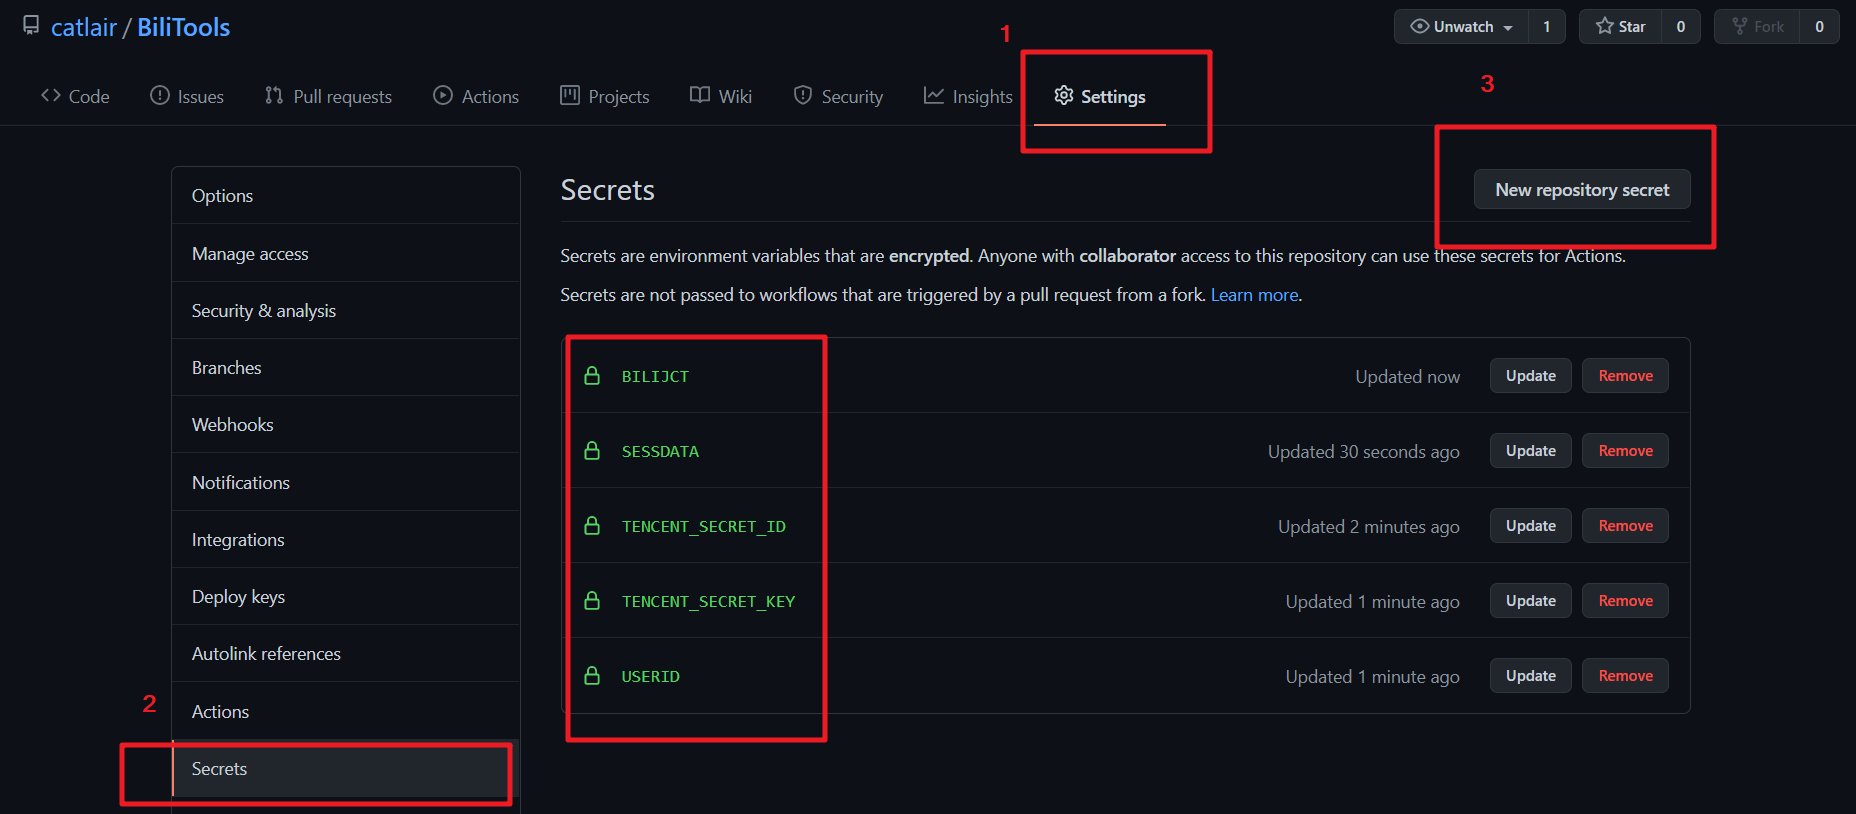 catlair / BiliTools
Unwatch 1 Star 0 Fork 0
1
3
Code Issues Pull requests Actions Projects Wiki Security Insights Settings
Options
Manage access
Security & analysis
Branches
Webhooks
Notifications
Integrations
Deploy keys
Autolink references
Actions
2
Secrets
Secrets
New repository secret
Secrets are environment variables that are encrypted. Anyone with collaborator access to this repository can use these secrets for Actions.
Secrets are not passed to workflows that are triggered by a pull request from a fork. Learn more.
BILIJCT Updated now Update Remove
SESSDATA Updated 30 seconds ago Update Remove
TENCENT_SECRET_ID Updated 2 minutes ago Update Remove
TENCENT_SECRET_KEY Updated 1 minute ago Update Remove
USERID Updated 1 minute ago Update Remove